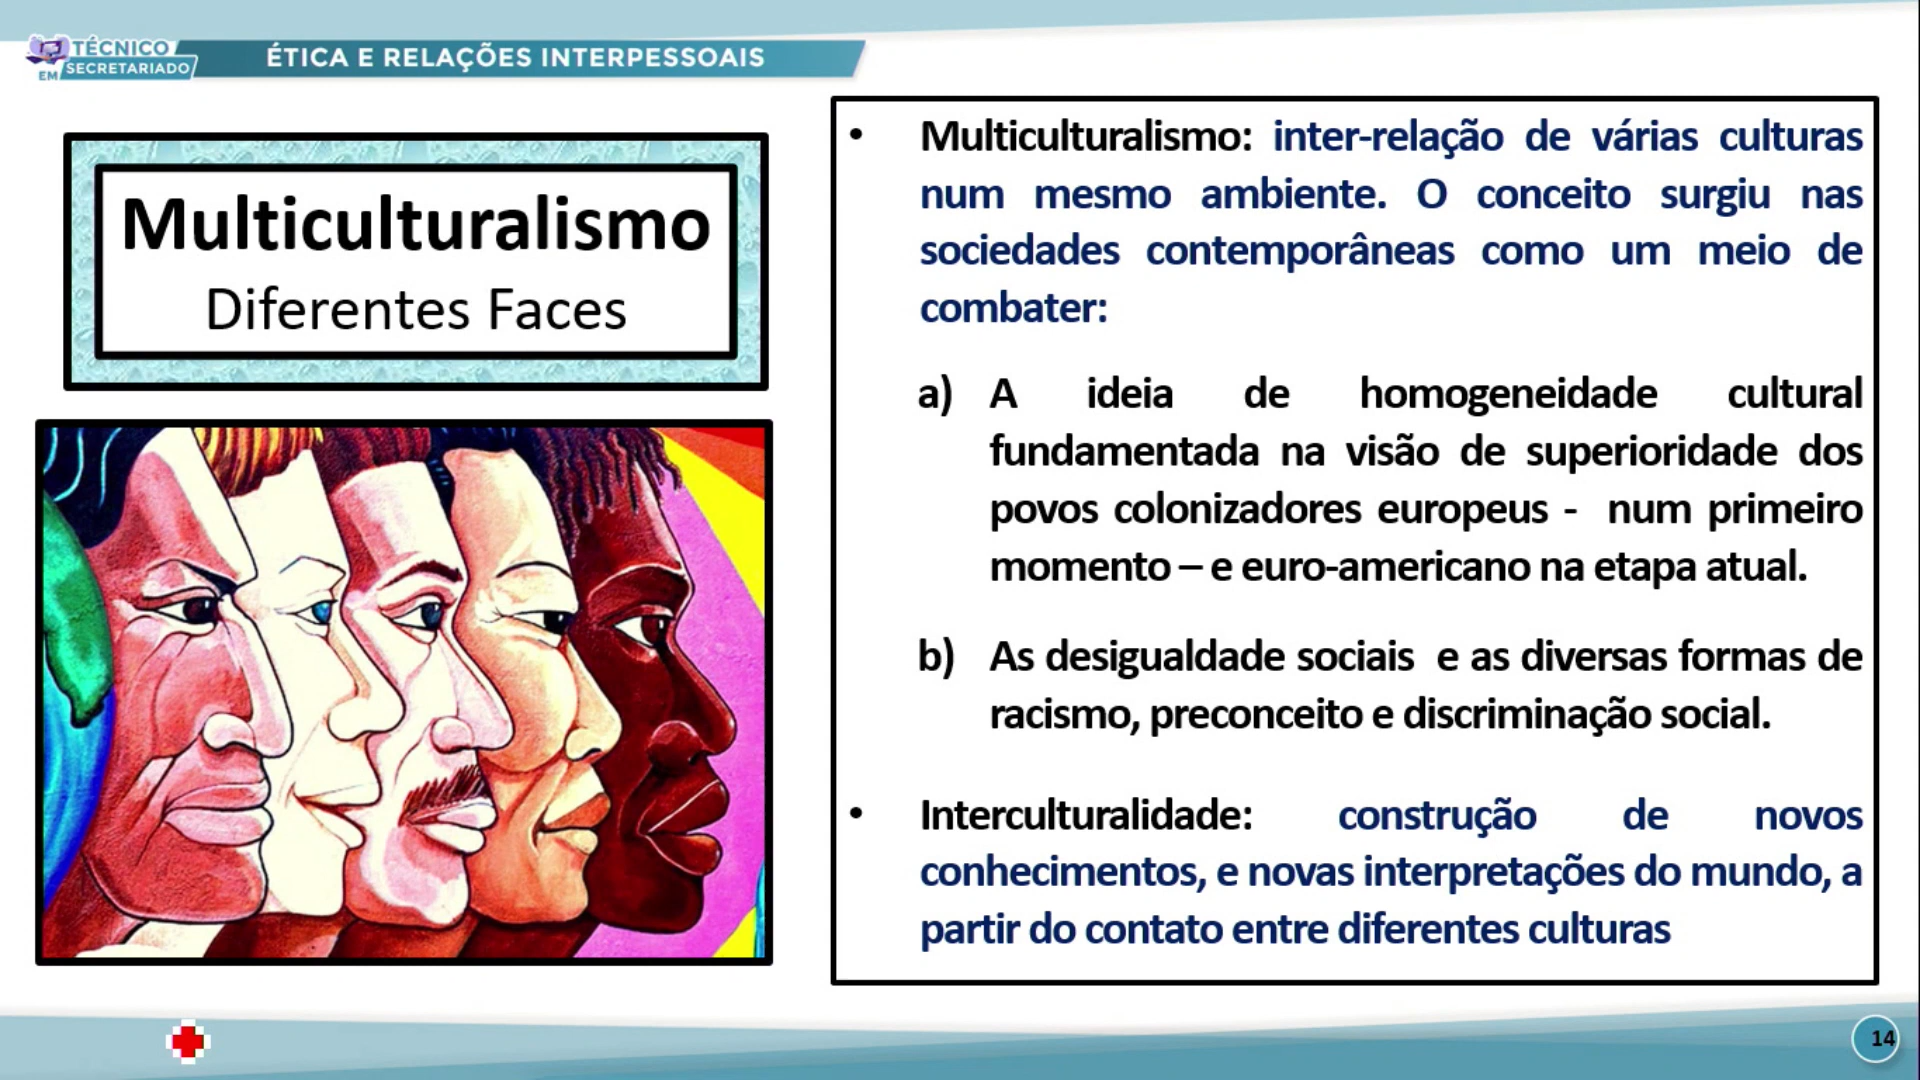 TÉCNICO
EM SECRETARIADO
ÉTICA E RELAÇÕES INTERPESSOAIS
Multiculturalismo
Diferentes Faces
• Multiculturalismo: inter-relação de várias culturas
num mesmo ambiente. O conceito surgiu nas
sociedades contemporâneas como um meio de
combater:
a) A ideia de homogeneidade cultural
fundamentada na visão de superioridade dos
povos colonizadores europeus - num primeiro
momento – e euro-americano na etapa atual.
b) As desigualdade sociais e as diversas formas de
racismo, preconceito e discriminação social.
• Interculturalidade: construção de novos
conhecimentos, e novas interpretações do mundo, a
partir do contato entre diferentes culturas
14